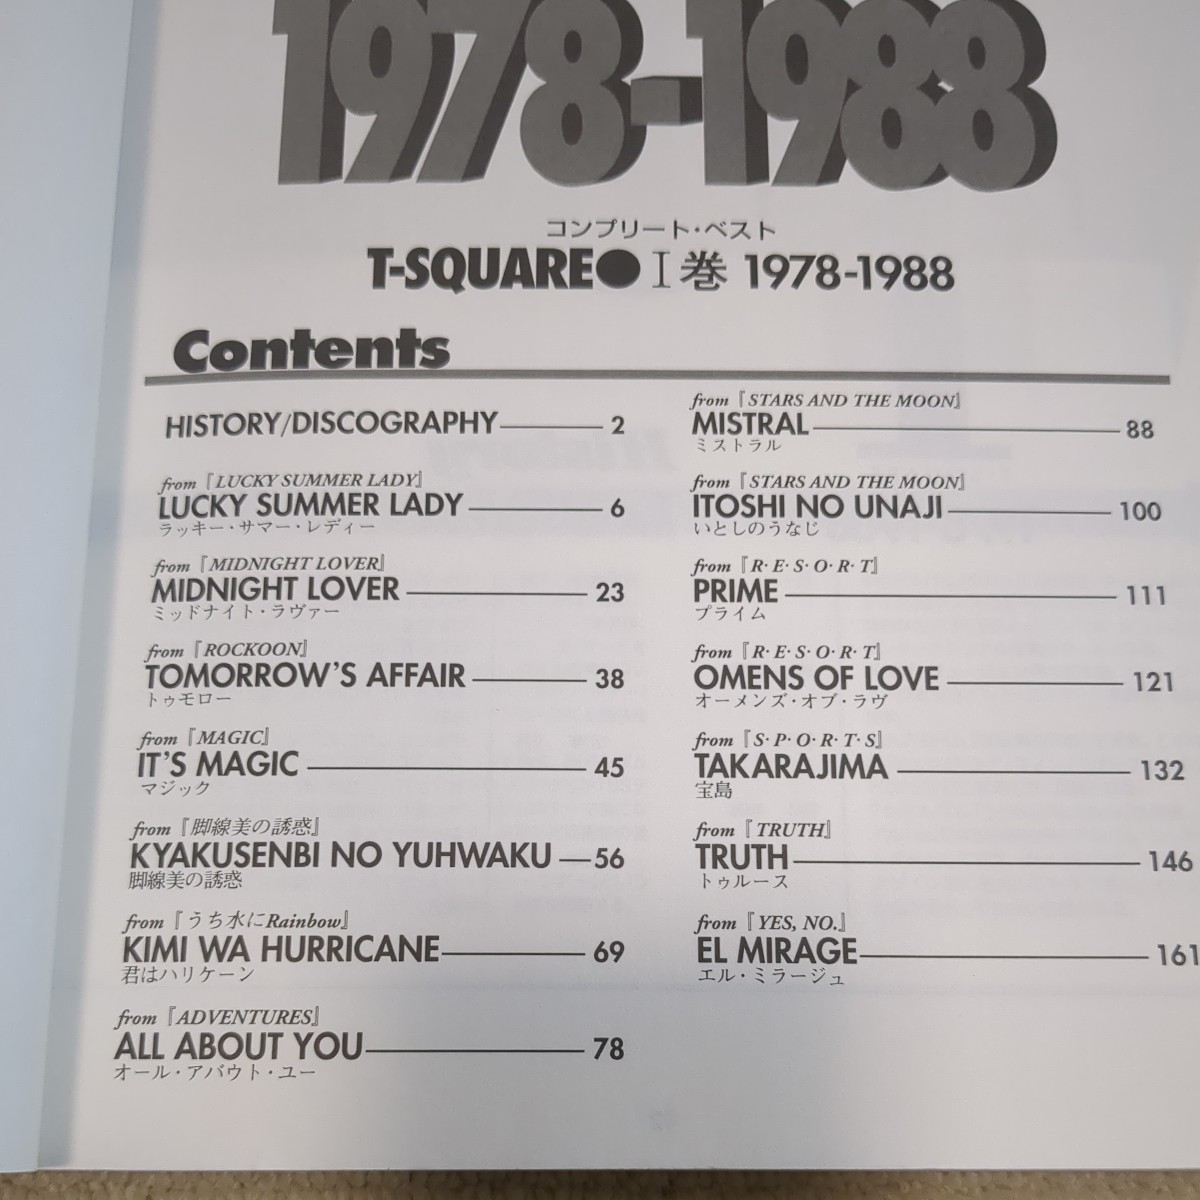 1978-1988
コンプリート・ベスト
T-SQUARE●Ⅰ巻 1978-1988
Contents
HISTORY/DISCOGRAPHY 2
from『LUCKY SUMMER LADY』
LUCKY SUMMER LADY 6
ラッキー・サマー・レディー
from『MIDNIGHT LOVER』
MIDNIGHT LOVER 23
ミッドナイト・ラヴァー
from『ROCKOON』
TOMORROW'S AFFAIR 38
トゥモロー
from『MAGIC』
IT'S MAGIC 45
マジック
from『脚線美の誘惑』
KYAKUSENBI NO YUHWAKU 56
脚線美の誘惑
from『うち水にRainbow』
KIMI WA HURRICANE 69
君はハリケーン
from『ADVENTURES』
ALL ABOUT YOU 78
オール・アバウト・ユー
from『STARS AND THE MOON』
MISTRAL 88
ミストラル
from『STARS AND THE MOON』
ITOSHI NO UNAJI 100
いとしのうなじ
from『R・E・S・O・R・T』
PRIME 111
プライム
from『R・E・S・O・R・T』
OMENS OF LOVE 121
オーメンズ・オブ・ラヴ
from『S・P・O・R・T・S』
TAKARAJIMA 132
宝島
from『TRUTH』
TRUTH 146
トゥルース
from『YES, NO.』
EL MIRAGE 161
エル・ミラージュ